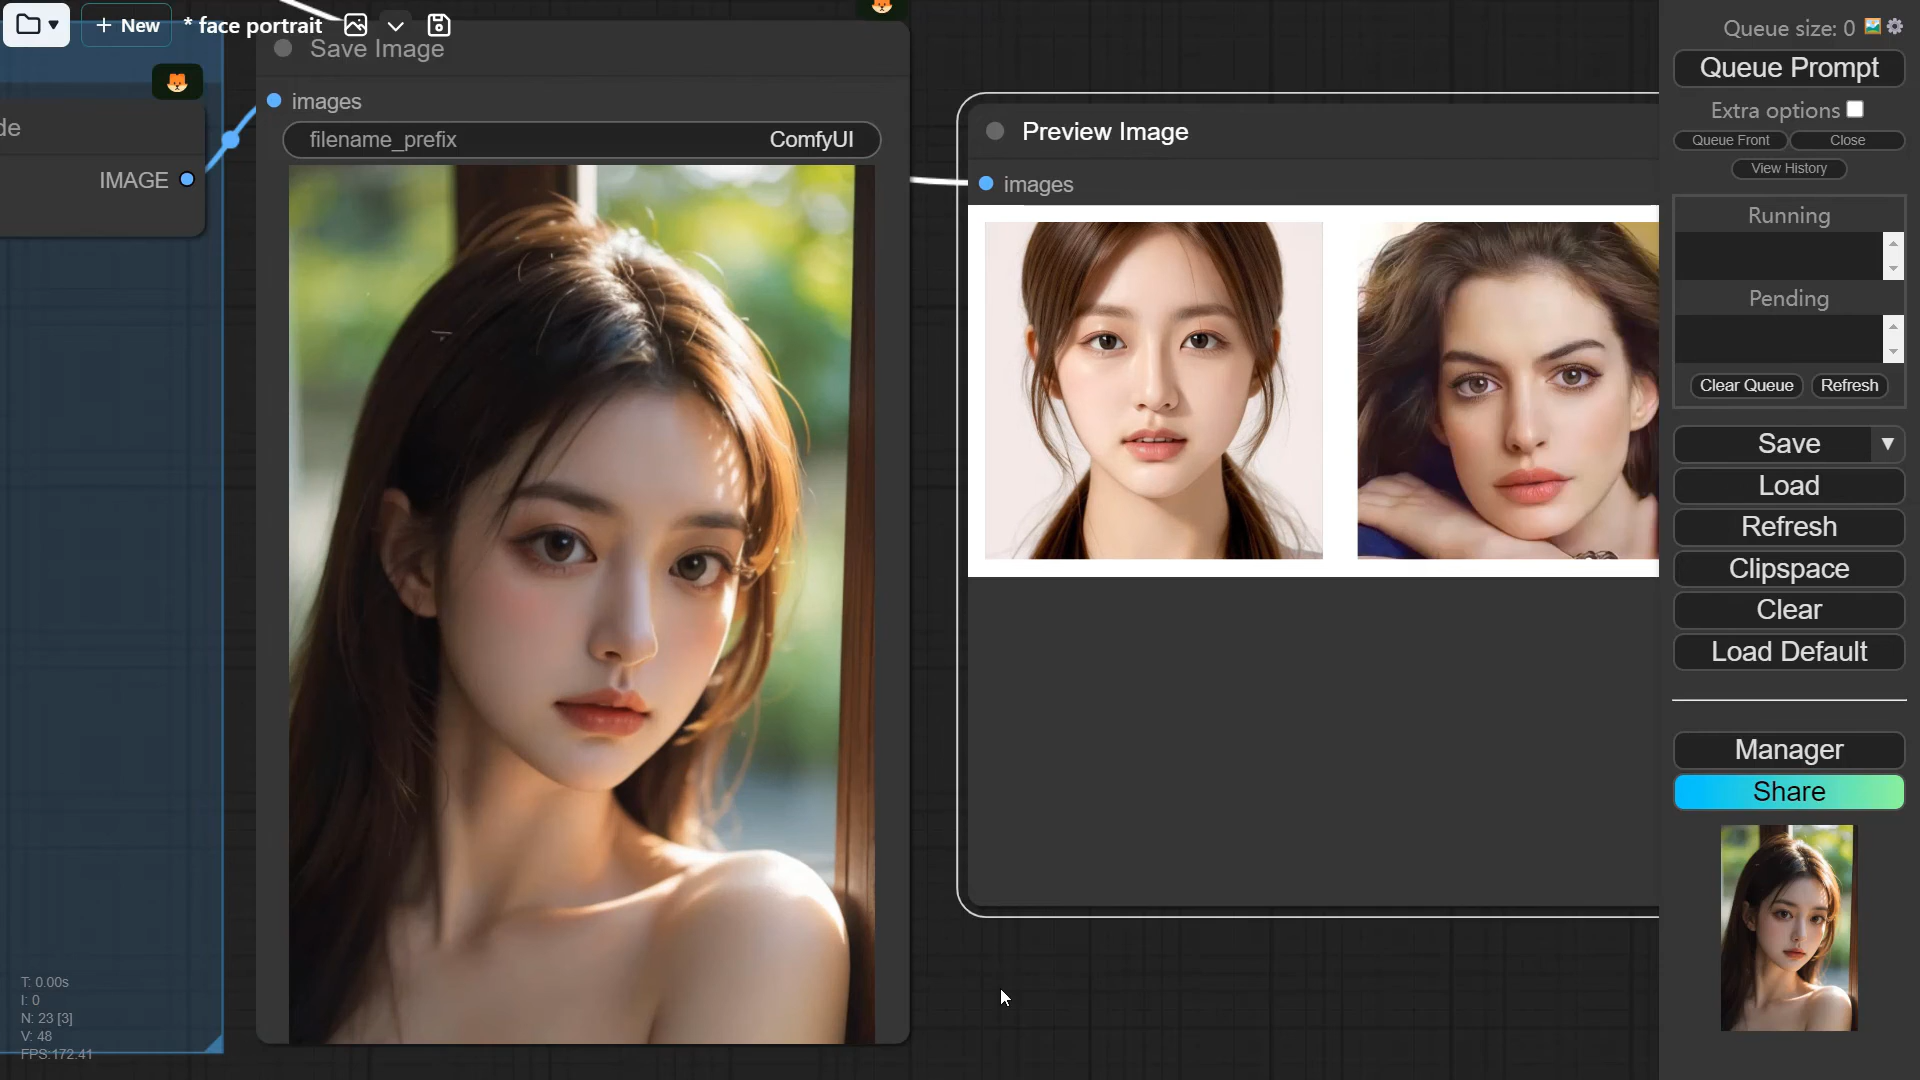 New
* face portrait
Save Image
images
filename_prefix
ComfyUI
de
IMAGE
Preview Image
images
Queue size: 0
Queue Prompt
Extra options
Queue Front
Close
View History
Running
Pending
Clear Queue
Refresh
Save
Load
Refresh
Clipspace
Clear
Load Default
Manager
Share
T: 0.00s
I: 0
N: 23 [3]
V: 48
FPS:172.41